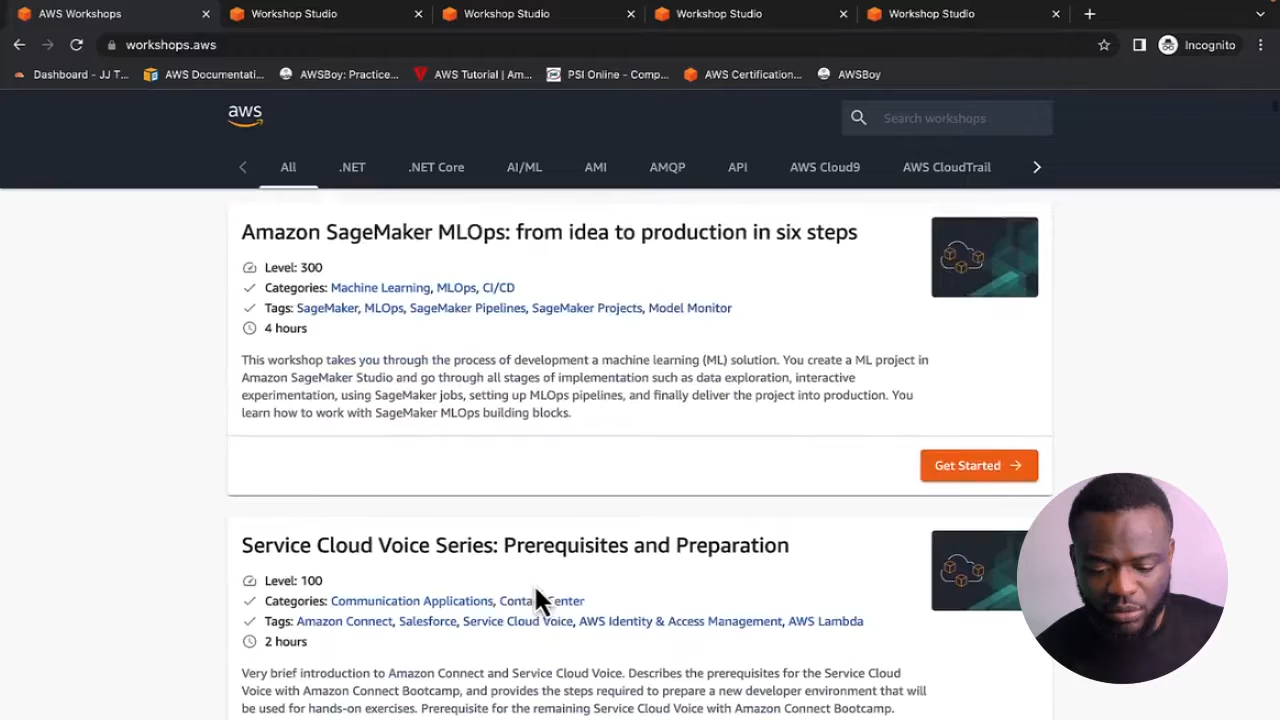 AWS Workshops
Workshop Studio
Workshop Studio
Workshop Studio
Workshop Studio
workshops.aws
Incognito
Dashboard - JJ T...
AWS Documentati...
AWSBoy: Practice...
AWS Tutorial | Am...
PSI Online - Comp...
AWS Certification...
AWSBoy
aws
Search workshops
All
.NET
.NET Core
AI/ML
AMI
AMQP
API
AWS Cloud9
AWS CloudTrail
Amazon SageMaker MLOps: from idea to production in six steps
Level: 300
Categories: Machine Learning, MLOps, CI/CD
Tags: SageMaker, MLOps, SageMaker Pipelines, SageMaker Projects, Model Monitor
4 hours
This workshop takes you through the process of development a machine learning (ML) solution. You create a ML project in
Amazon SageMaker Studio and go through all stages of implementation such as data exploration, interactive
experimentation, using SageMaker jobs, setting up MLOps pipelines, and finally deliver the project into production. You
learn how to work with SageMaker MLOps building blocks.
Get Started
Service Cloud Voice Series: Prerequisites and Preparation
Level: 100
Categories: Communication Applications, Contact Center
Tags: Amazon Connect, Salesforce, Service Cloud Voice, AWS Identity & Access Management, AWS Lambda
2 hours
Very brief introduction to Amazon Connect and Service Cloud Voice. Describes the prerequisites for the Service Cloud
Voice with Amazon Connect Bootcamp, and provides the steps required to prepare a new developer environment that will
be used for hands-on exercises. Prerequisite for the remaining Service Cloud Voice with Amazon Connect Bootcamp.